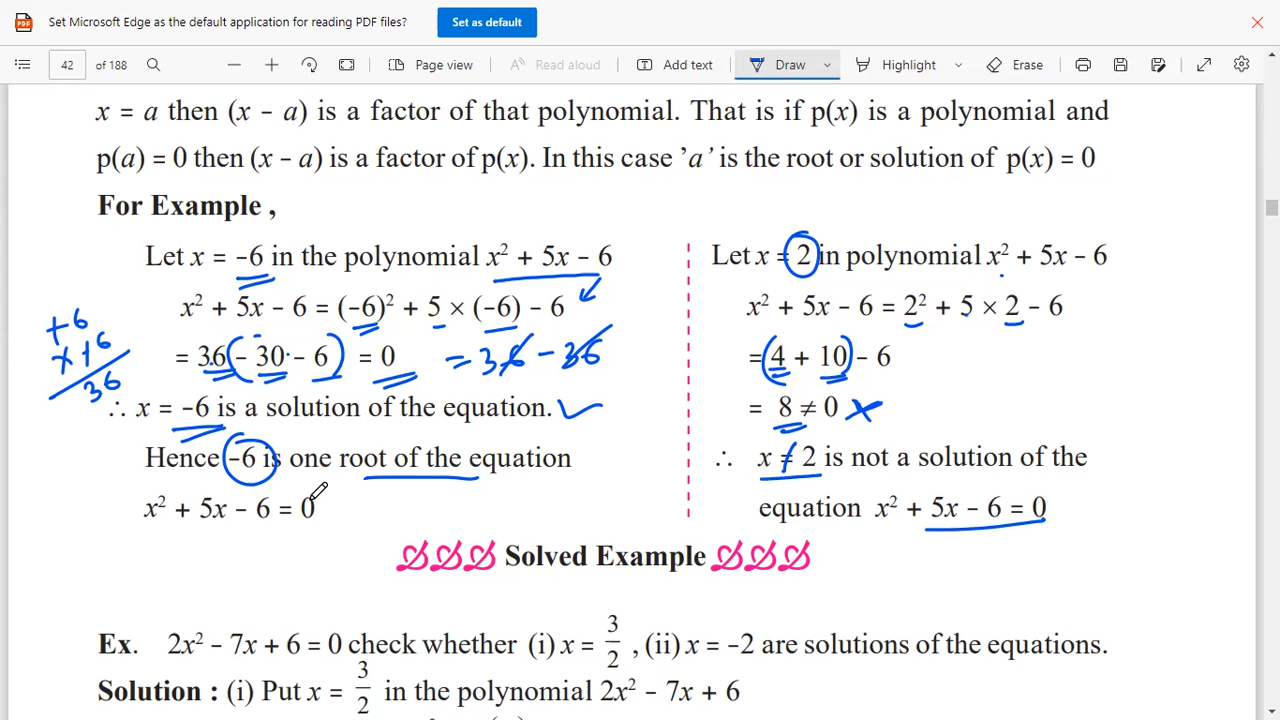 Set Microsoft Edge as the default application for reading PDF files? Set as default
42 of 188 Page view Read aloud Add text Draw Highlight Erase
x = a then (x – a) is a factor of that polynomial. That is if p(x) is a polynomial and
p(a) = 0 then (x – a) is a factor of p(x). In this case ’a’ is the root or solution of p(x) = 0
For Example ,
Let x = –6 in the polynomial x² + 5x – 6
x² + 5x – 6 = (–6)² + 5 × (–6) – 6
+6
x +6
36
= 36 – 30 – 6 = 0 = 36 – 36
∴ x = –6 is a solution of the equation.
Hence –6 is one root of the equation
x² + 5x – 6 = 0
Let x = 2 in polynomial x² + 5x – 6
x² + 5x – 6 = 2² + 5 × 2 – 6
= (4 + 10) – 6
= 8 ≠ 0
∴ x = 2 is not a solution of the
equation x² + 5x – 6 = 0
Solved Example
Ex. 2x² – 7x + 6 = 0 check whether (i) x = 3/2 , (ii) x = –2 are solutions of the equations.
Solution : (i) Put x = 3/2 in the polynomial 2x² – 7x + 6